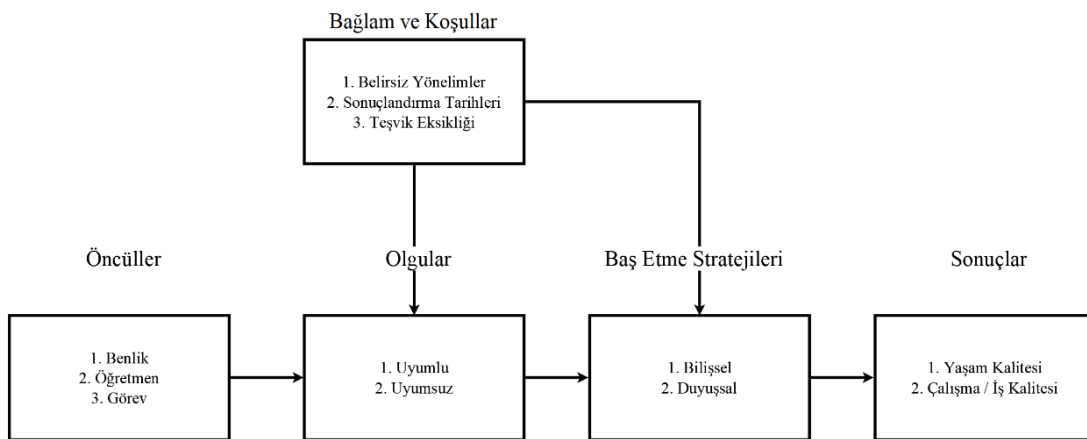 Bağlam ve Koşullar
1. Belirsiz Yönelimler
2. Sonuçlandırma Tarihleri
3. Teşvik Eksikliği
Öncüller
Olgular
Baş Etme Stratejileri
Sonuçlar
1. Benlik
2. Öğretmen
3. Görev
1. Uyumlu
2. Uyumsuz
1. Bilişsel
2. Duyuşsal
1. Yaşam Kalitesi
2. Çalışma / İş Kalitesi